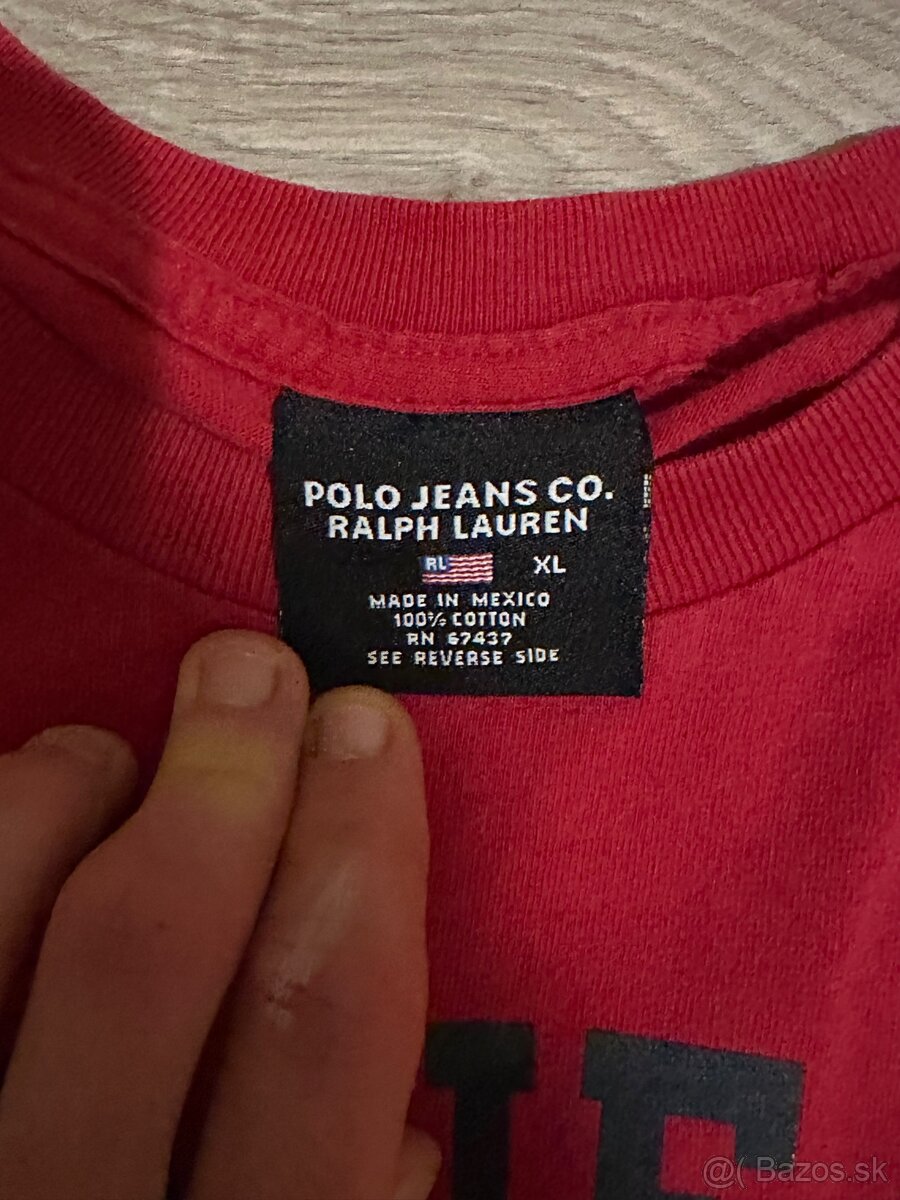 POLO JEANS CO.
RALPH LAUREN
RL XL
MADE IN MEXICO
100% COTTON
RN 67437
SEE REVERSE SIDE
@( Bazos.sk